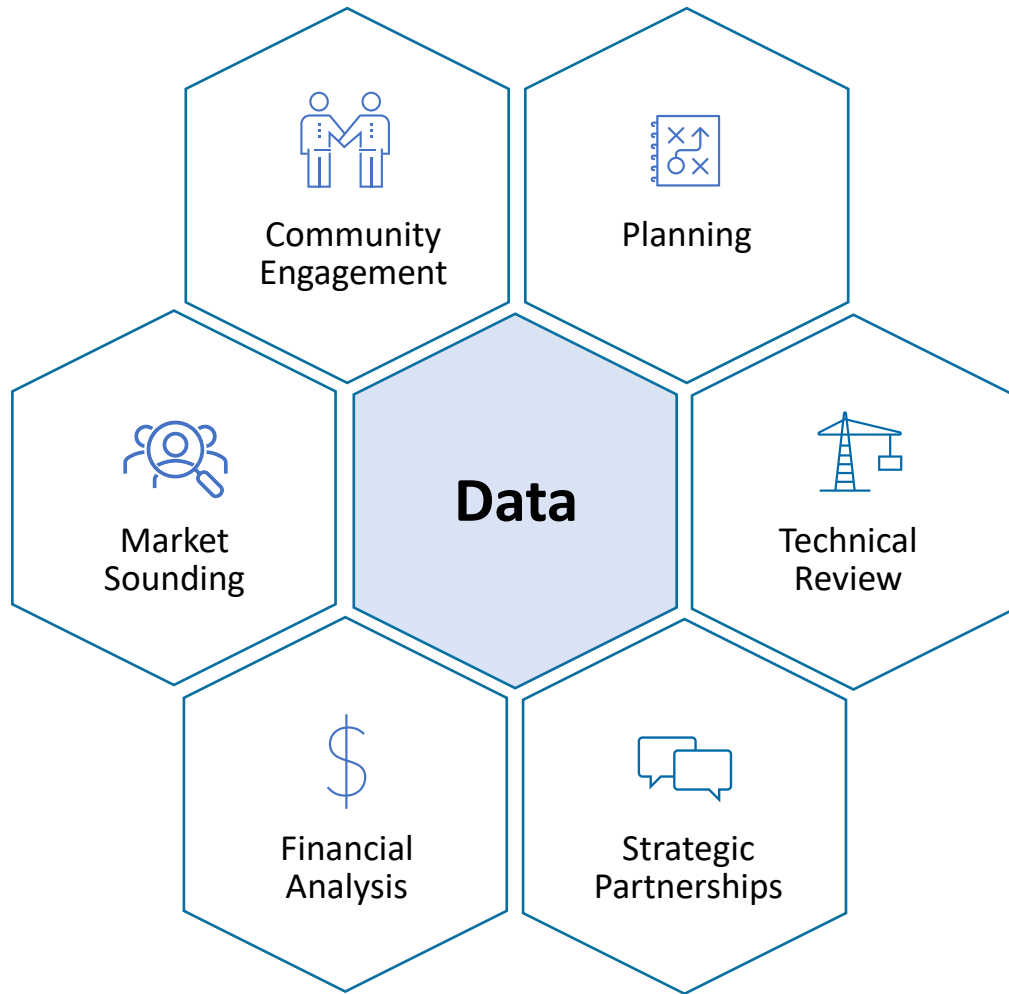 Community
Engagement
Planning
Market
Sounding
Data
Technical
Review
Financial
Analysis
Strategic
Partnerships